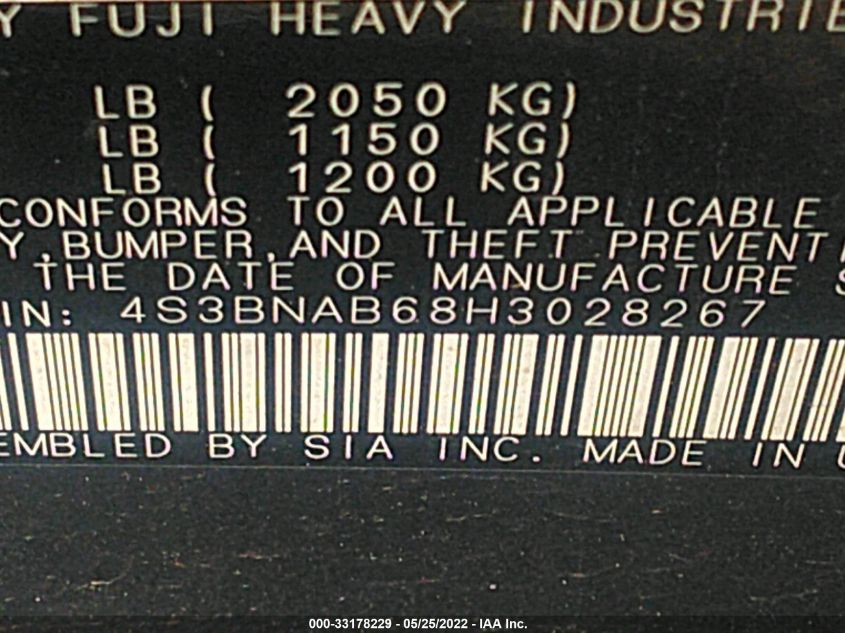 Y FUJI HEAVY INDUSTRIE
LB ( 2050 KG)
LB ( 1150 KG)
LB ( 1200 KG)
CONFORMS TO ALL APPLICABLE
Y,BUMPER,AND THEFT PREVENTI
THE DATE OF MANUFACTURE S
IN: 4S3BNAB68H3028267
EMBLED BY SIA INC. MADE IN U
000-33178229 - 05/25/2022 - IAA Inc.